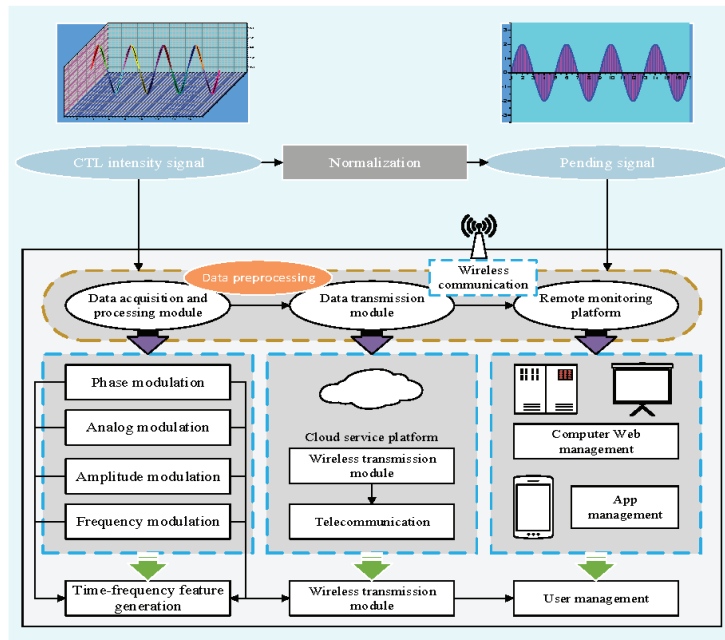 CTL intensity signal
Normalization
Pending signal
Data preprocessing
Wireless
communication
Data acquisition and
processing module
Data transmission
module
Remote monitoring
platform
Phase modulation
Analog modulation
Amplitude modulation
Frequency modulation
Cloud service platform
Wireless transmission
module
Telecommunication
Computer Web
management
App
management
Time-frequency feature
generation
Wireless transmission
module
User management